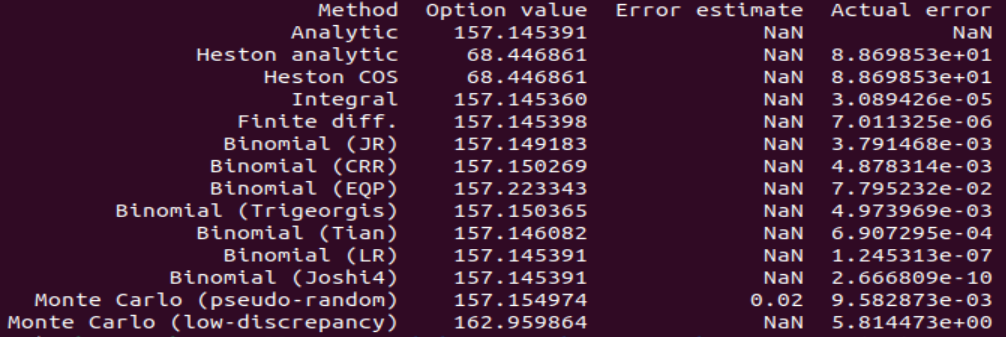 Method Option value Error estimate Actual error
Analytic 157.145391 NaN NaN
Heston analytic 68.446861 NaN 8.869853e+01
Heston COS 68.446861 NaN 8.869853e+01
Integral 157.145360 NaN 3.089426e-05
Finite diff. 157.145398 NaN 7.011325e-06
Binomial (JR) 157.149183 NaN 3.791468e-03
Binomial (CRR) 157.150269 NaN 4.878314e-03
Binomial (EQP) 157.223343 NaN 7.795232e-02
Binomial (Trigeorgis) 157.150365 NaN 4.973969e-03
Binomial (Tian) 157.146082 NaN 6.907295e-04
Binomial (LR) 157.145391 NaN 1.245313e-07
Binomial (Joshi4) 157.145391 NaN 2.666809e-10
Monte Carlo (pseudo-random) 157.154974 0.02 9.582873e-03
Monte Carlo (low-discrepancy) 162.959864 NaN 5.814473e+00